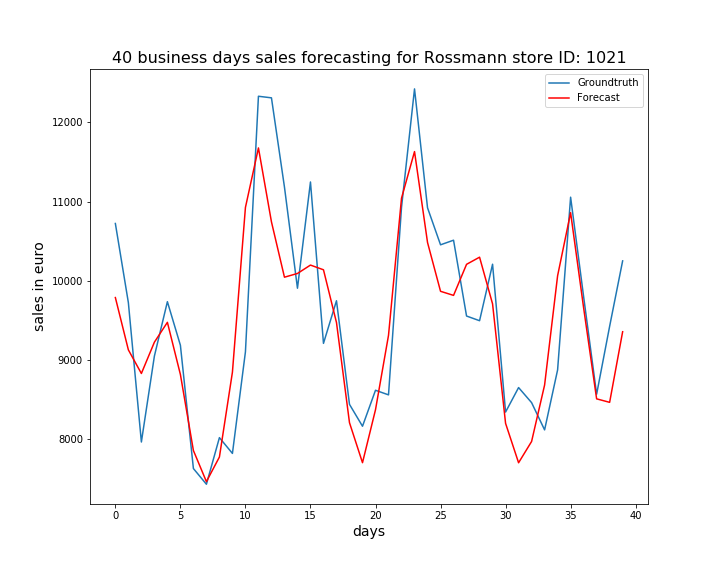 40 business days sales forecasting for Rossmann store ID: 1021
Groundtruth
Forecast
12000
11000
10000
9000
8000
sales in euro
0 5 10 15 20 25 30 35 40
days